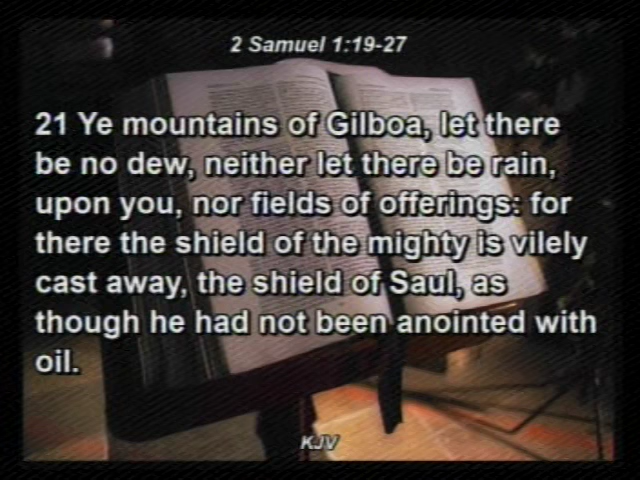 2 Samuel 1:19-27
21 Ye mountains of Gilboa, let there
be no dew, neither let there be rain,
upon you, nor fields of offerings: for
there the shield of the mighty is vilely
cast away, the shield of Saul, as
though he had not been anointed with
oil.
KJV